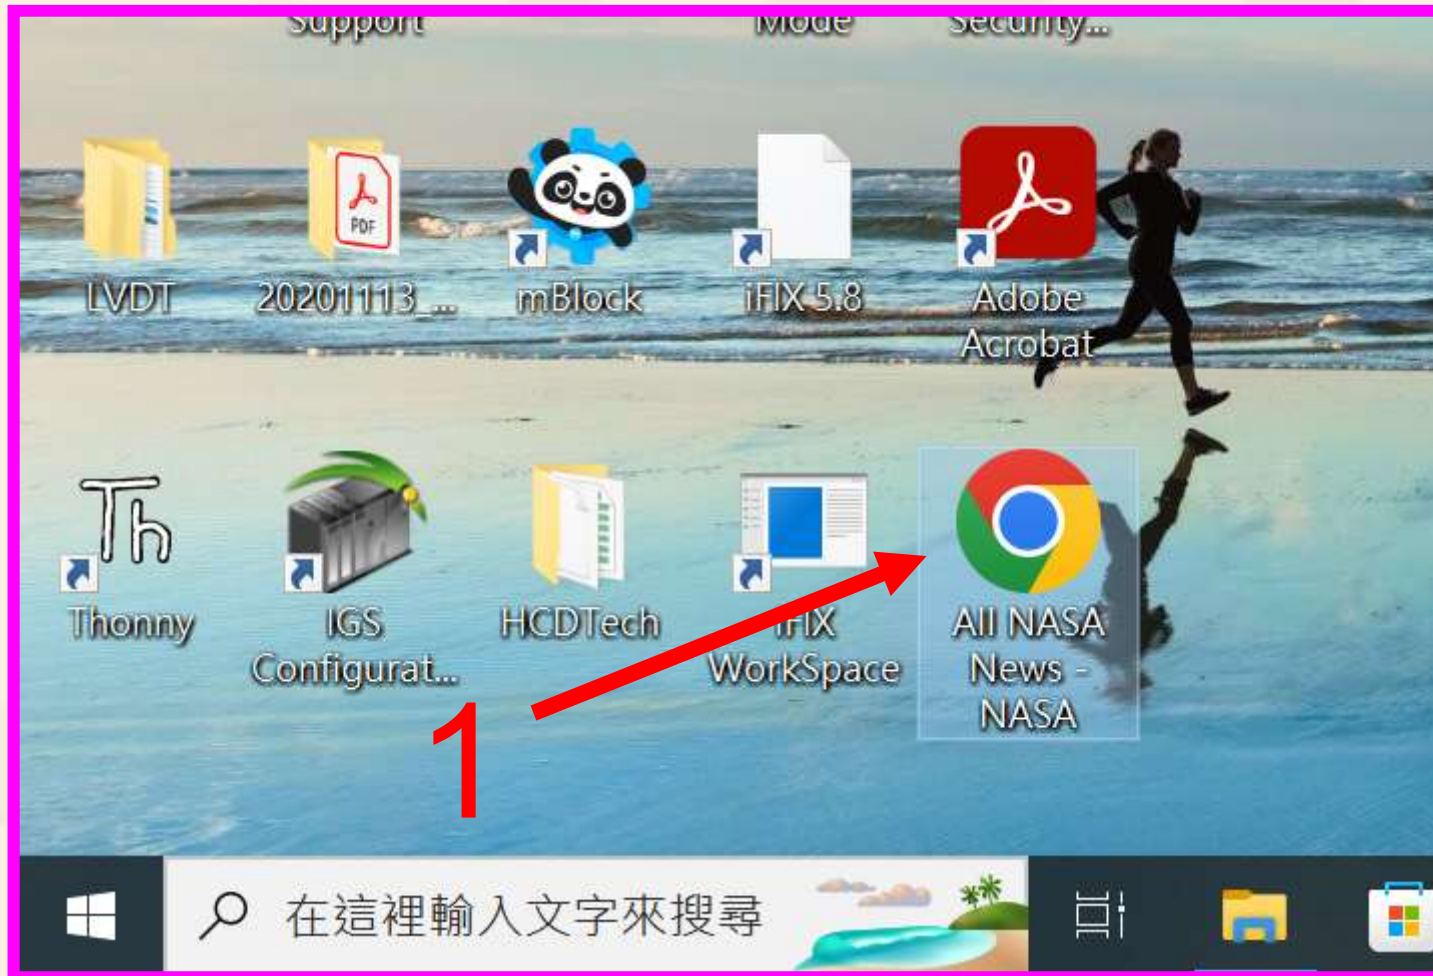 Support
Mode
Security...
PDF
LVDT
20201113_...
mBlock
iFIX 5.8
Adobe
Acrobat
Th
Thonny
IGS
Configurat...
HCDTech
iFIX
WorkSpace
All NASA
News -
NASA
1
在這裡輸入文字來搜尋